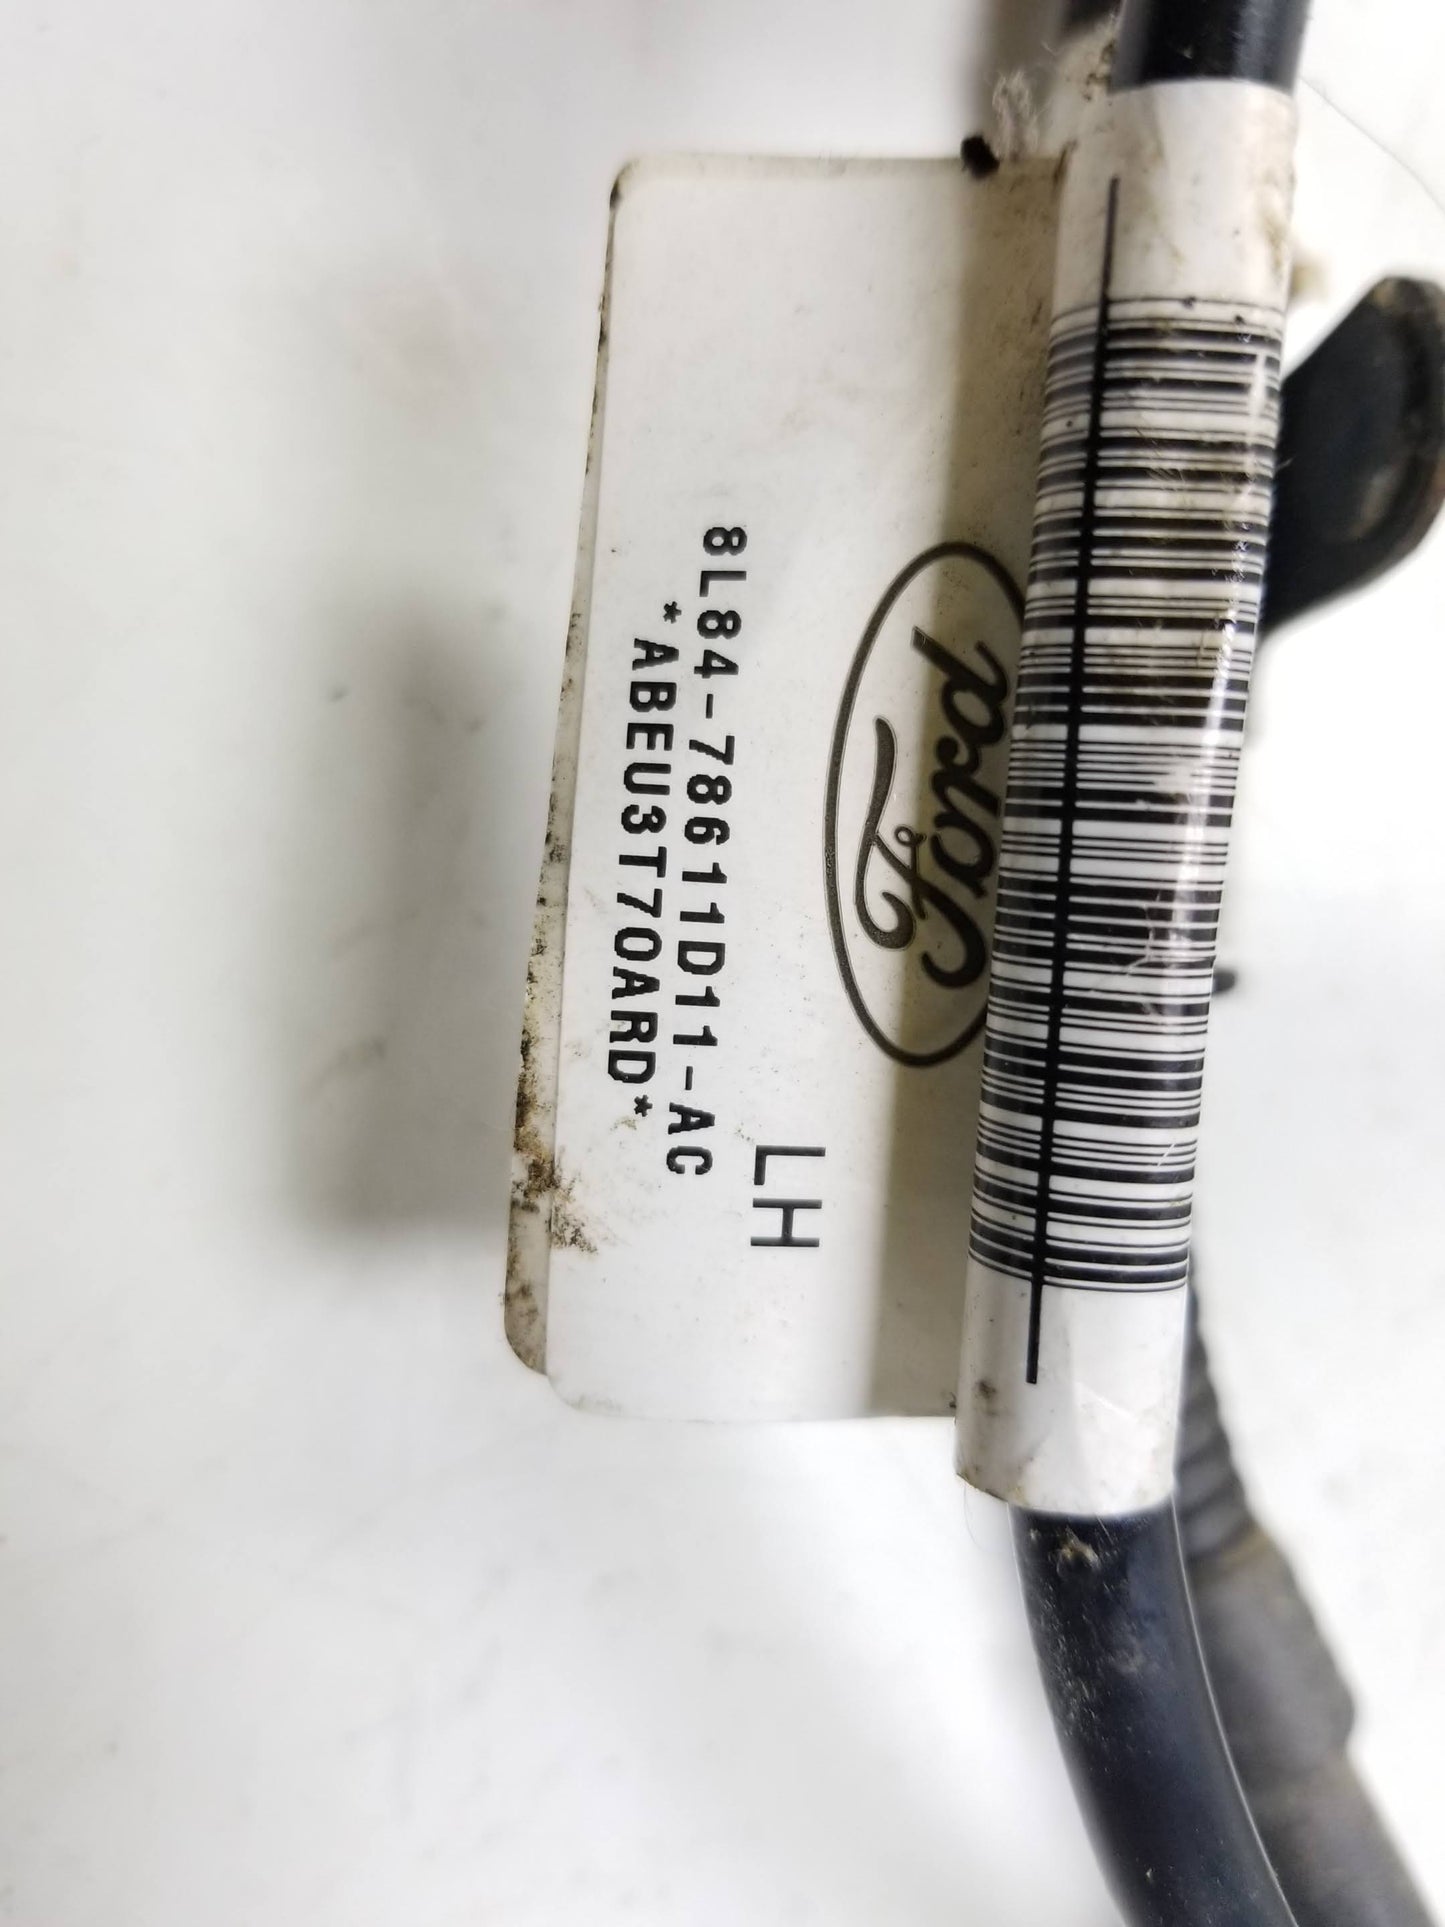 Ford
LH
8L84-78611D11-AC
*ABEU3T70ARD*